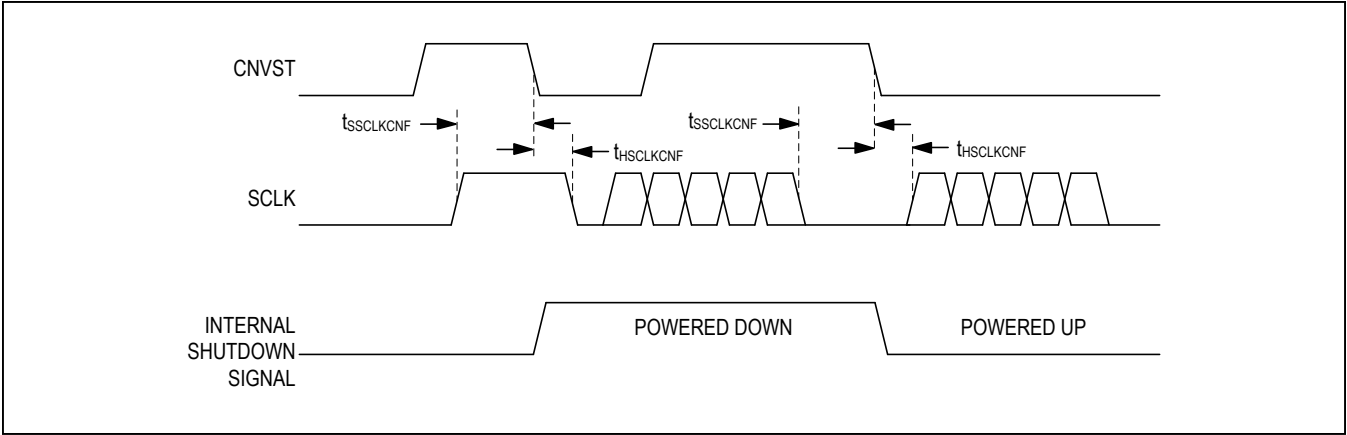 CNVST
tSSCLKCNF
tSSCLKCNF
tHSCLKCNF
tHSCLKCNF
SCLK
INTERNAL
SHUTDOWN
SIGNAL
POWERED DOWN
POWERED UP